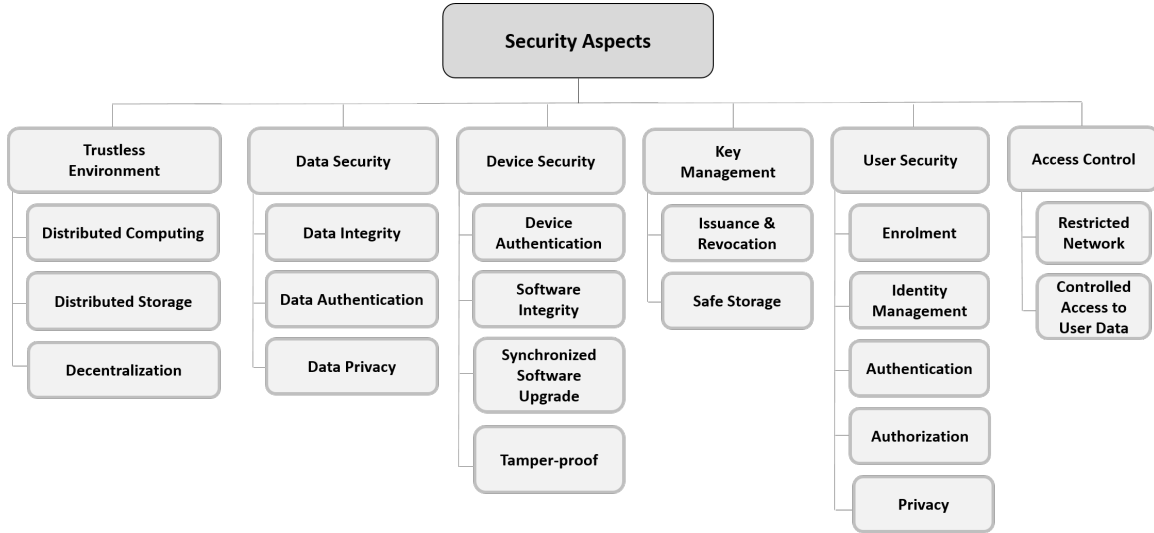 Security Aspects
Trustless
Environment
Distributed Computing
Distributed Storage
Decentralization
Data Security
Data Integrity
Data Authentication
Data Privacy
Device Security
Device
Authentication
Software
Integrity
Synchronized
Software
Upgrade
Tamper-proof
Key
Management
Issuance &
Revocation
Safe Storage
User Security
Enrolment
Identity
Management
Authentication
Authorization
Privacy
Access Control
Restricted
Network
Controlled
Access to
User Data